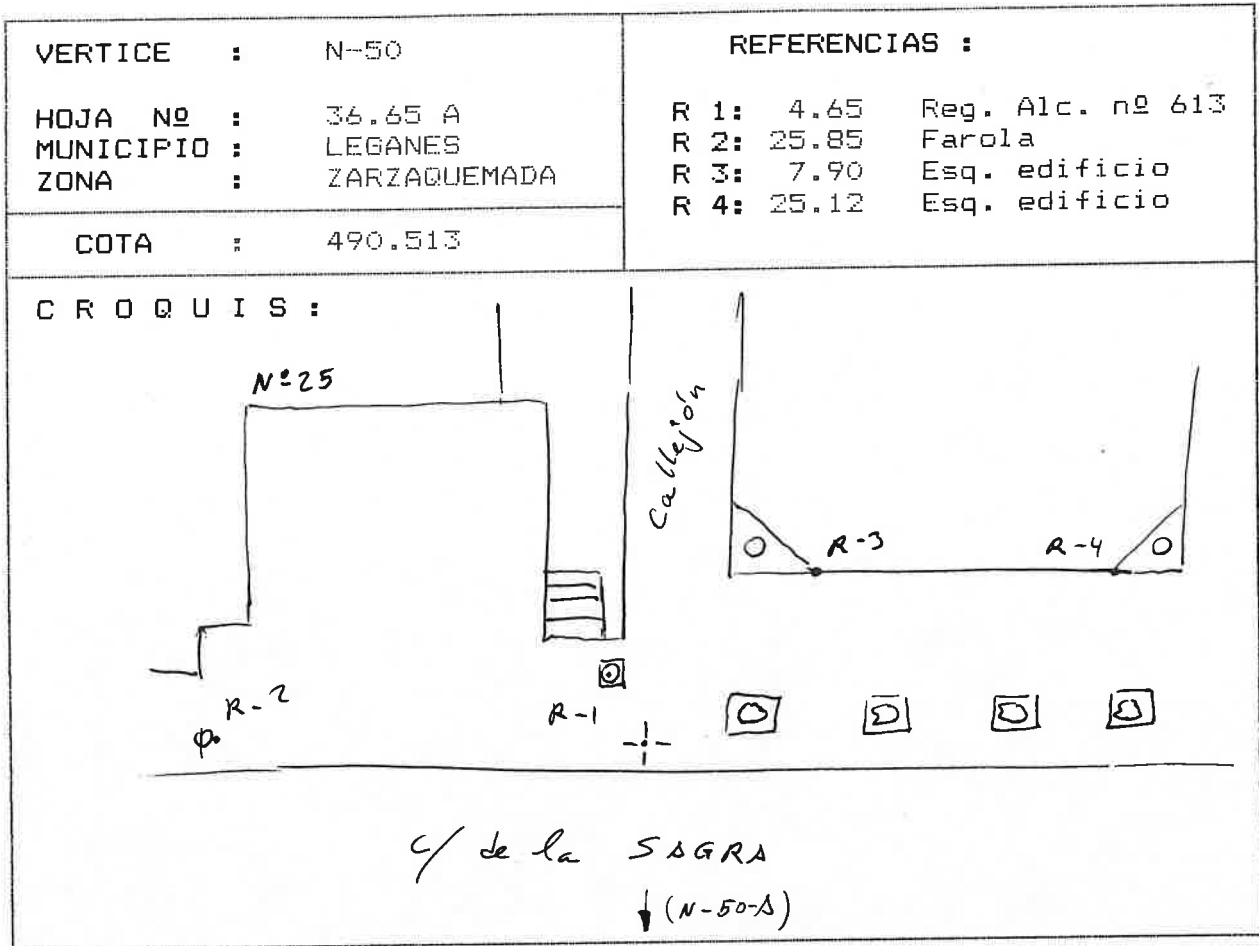 VERTICE : N-50
HOJA Nº : 36.65 A
MUNICIPIO : LEGANES
ZONA : ZARZAQUEMADA
COTA : 490.513
REFERENCIAS :
R 1: 4.65 Reg. Alc. nº 613
R 2: 25.85 Farola
R 3: 7.90 Esq. edificio
R 4: 25.12 Esq. edificio
CROQUIS :
Nº 25
Callejón
R-3
R-4
R-2
R-1
c/ de la SAGRA
(N-50-A)